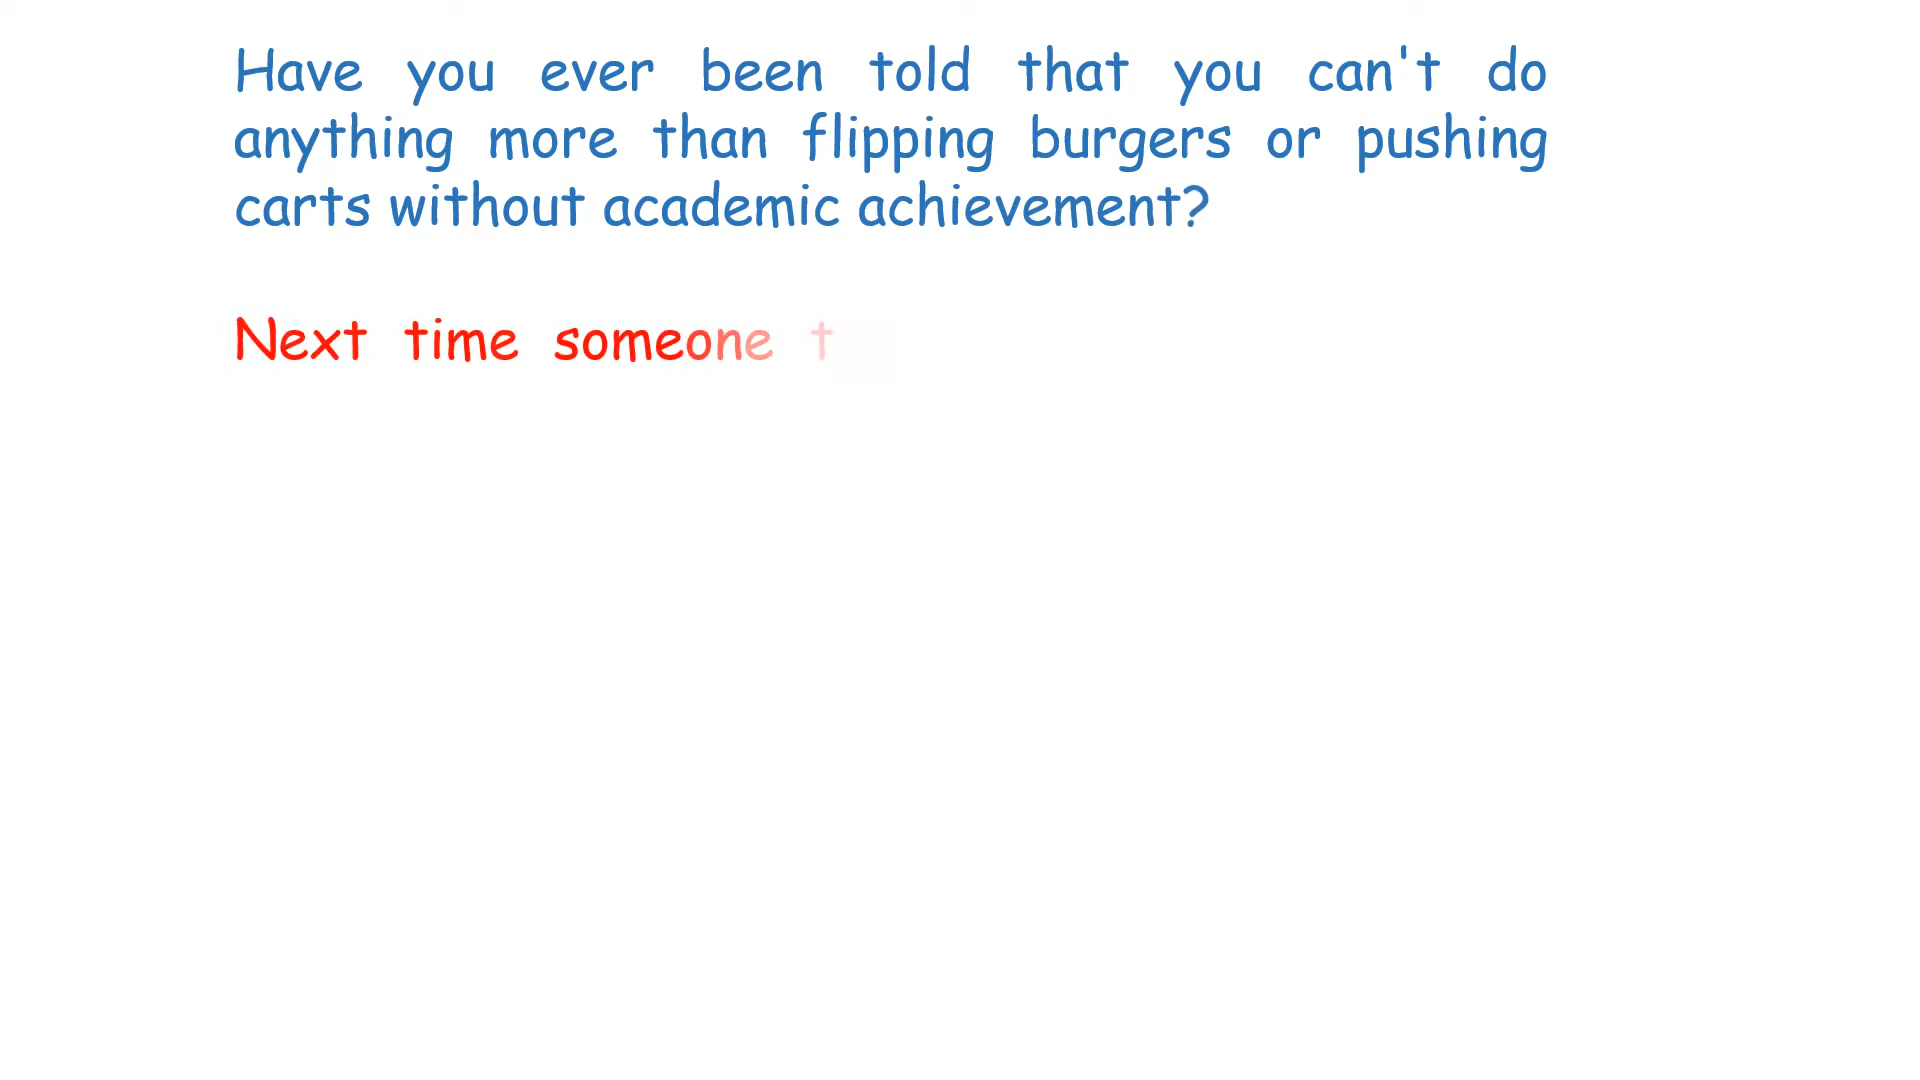 Have you ever been told that you can't do
anything more than flipping burgers or pushing
carts without academic achievement?
Next time someone t